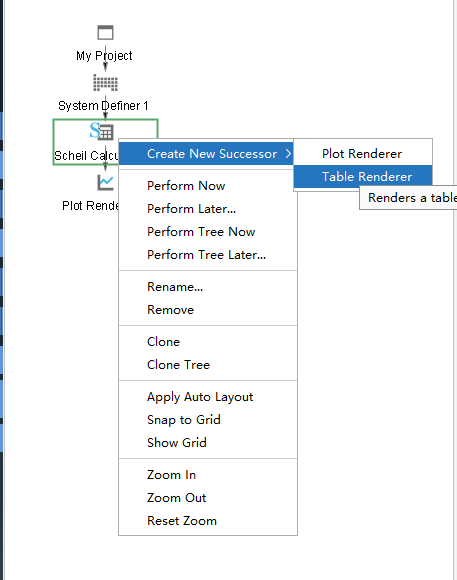 My Project
System Definer 1
Scheil Calcu
Plot Rende
Create New Successor
Plot Renderer
Table Renderer
Renders a table
Perform Now
Perform Later...
Perform Tree Now
Perform Tree Later...
Rename...
Remove
Clone
Clone Tree
Apply Auto Layout
Snap to Grid
Show Grid
Zoom In
Zoom Out
Reset Zoom